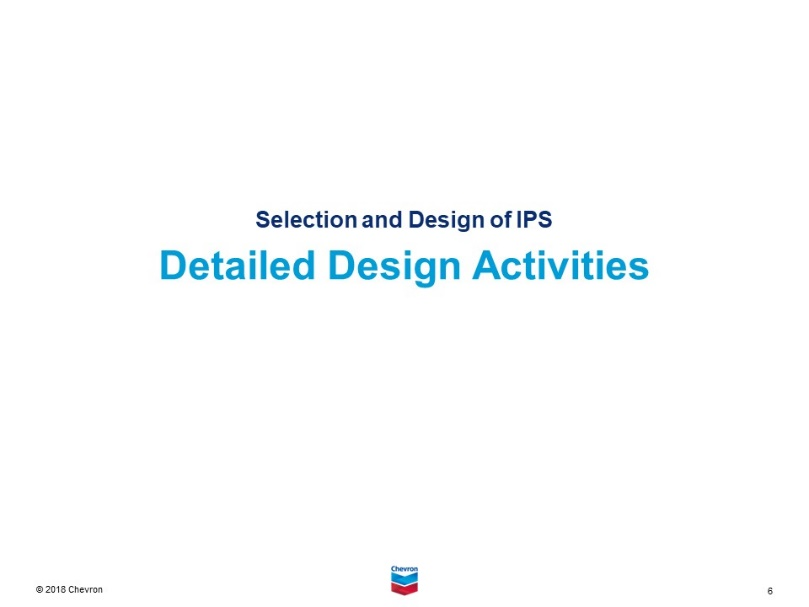 Selection and Design of IPS
Detailed Design Activities
© 2018 Chevron
Chevron
6